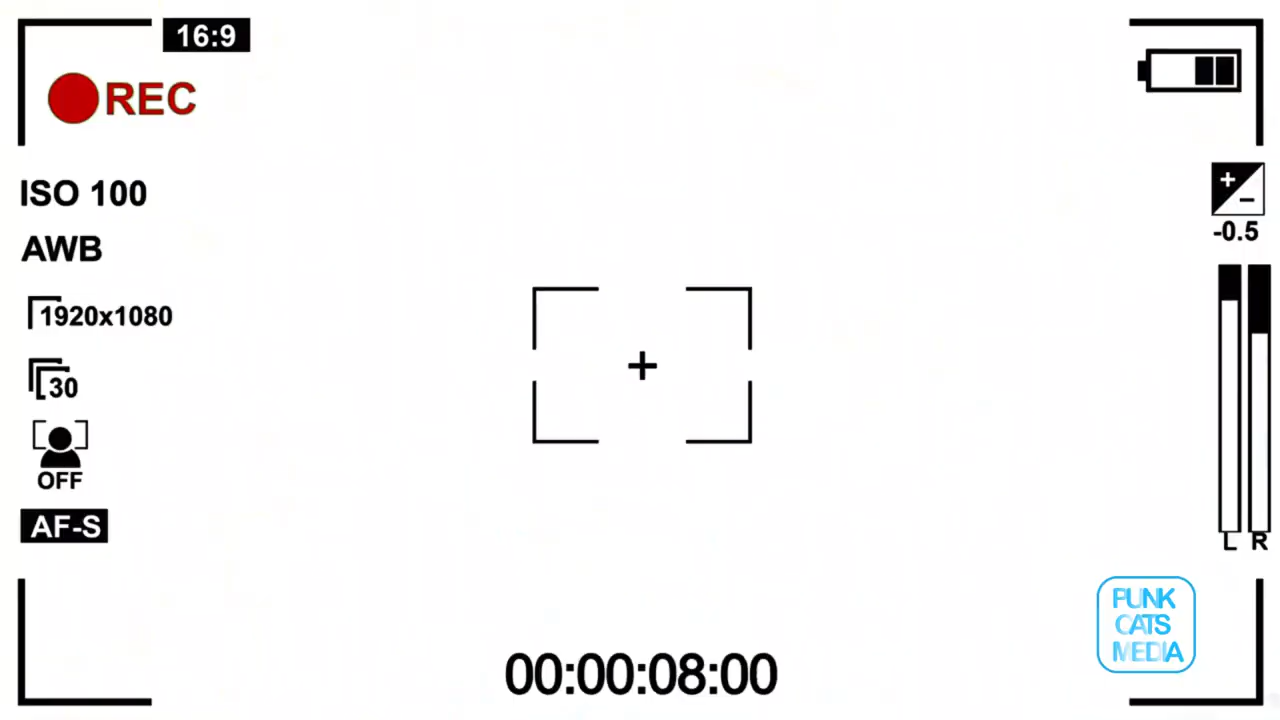 16:9
REC
ISO 100
AWB
1920x1080
30
OFF
AF-S
+
−
-0.5
L R
PUNK
CATS
MEDIA
00:00:08:00